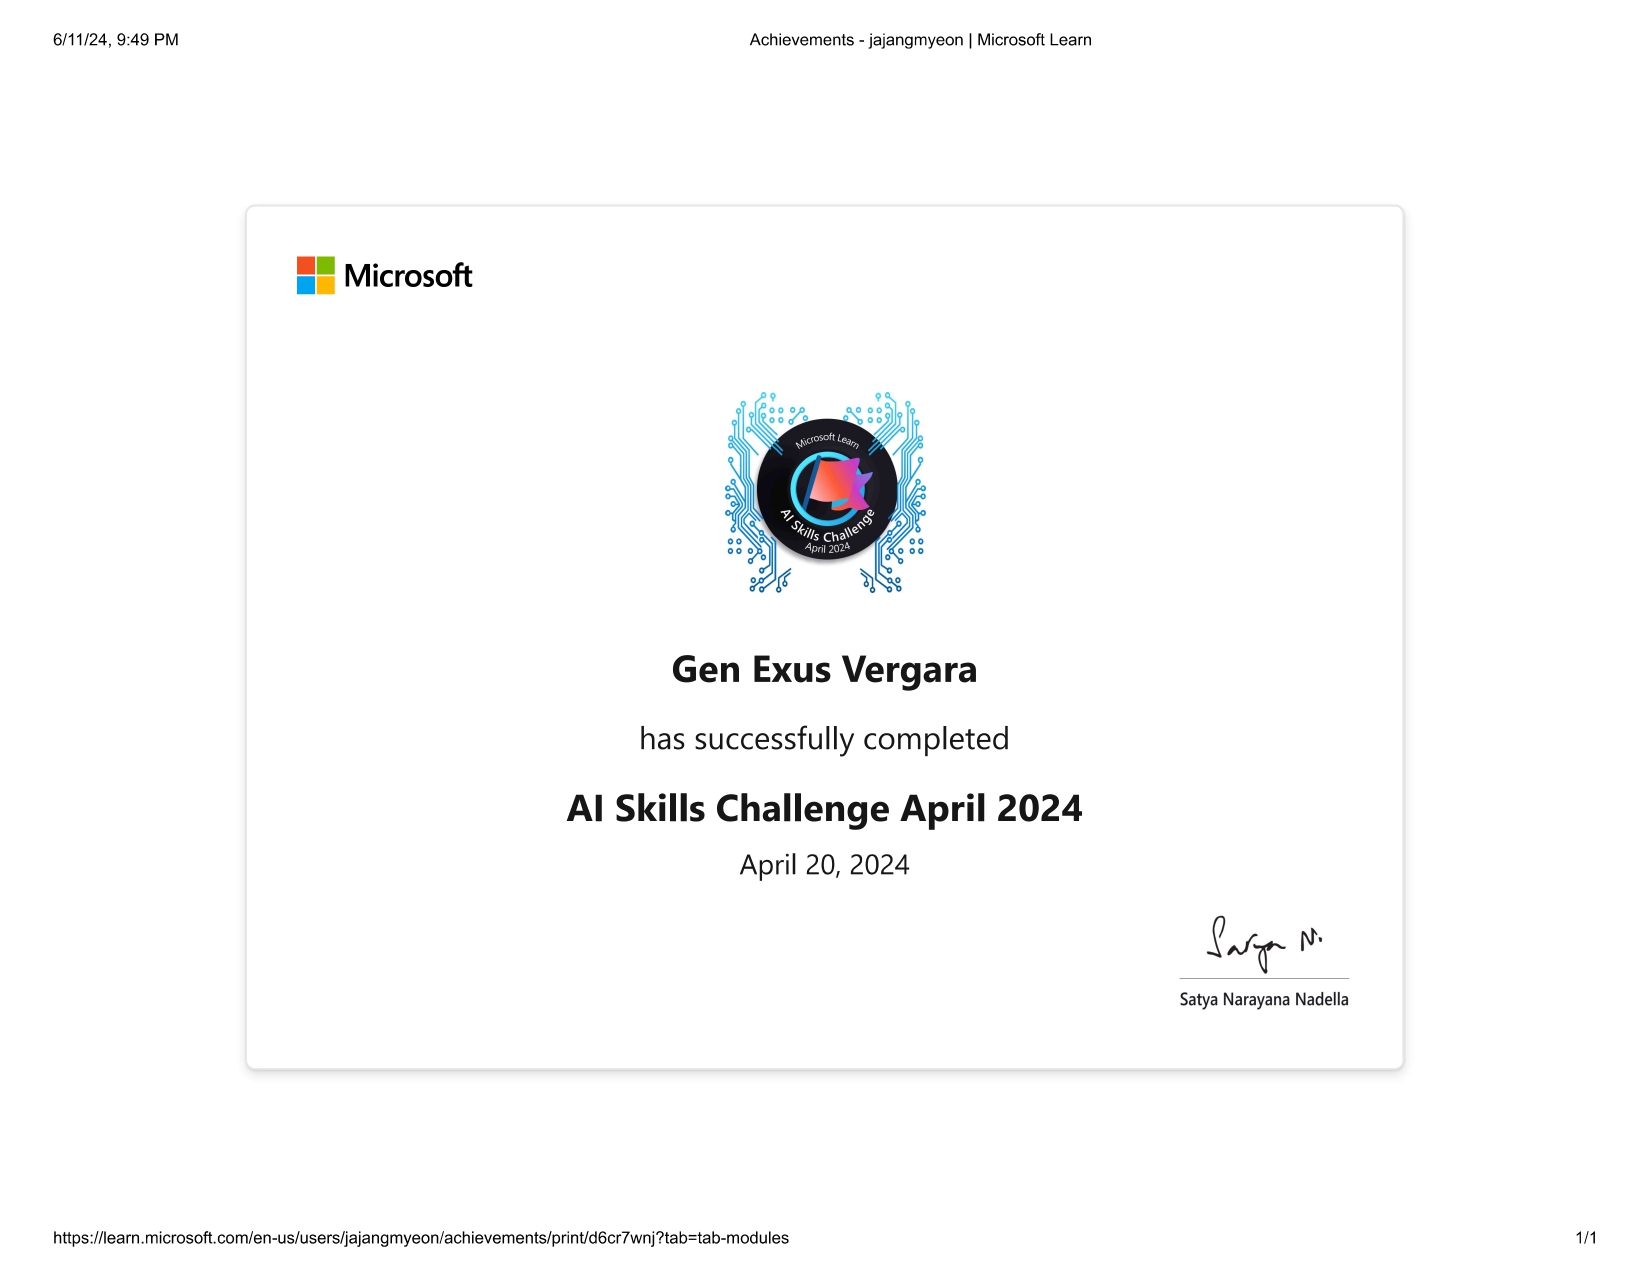 6/11/24, 9:49 PM
Achievements - jajangmyeon | Microsoft Learn
Microsoft
Microsoft Learn
AI Skills Challenge
April 2024
Gen Exus Vergara
has successfully completed
AI Skills Challenge April 2024
April 20, 2024
Satya N.
Satya Narayana Nadella
https://learn.microsoft.com/en-us/users/jajangmyeon/achievements/print/d6cr7wnj?tab=tab-modules
1/1